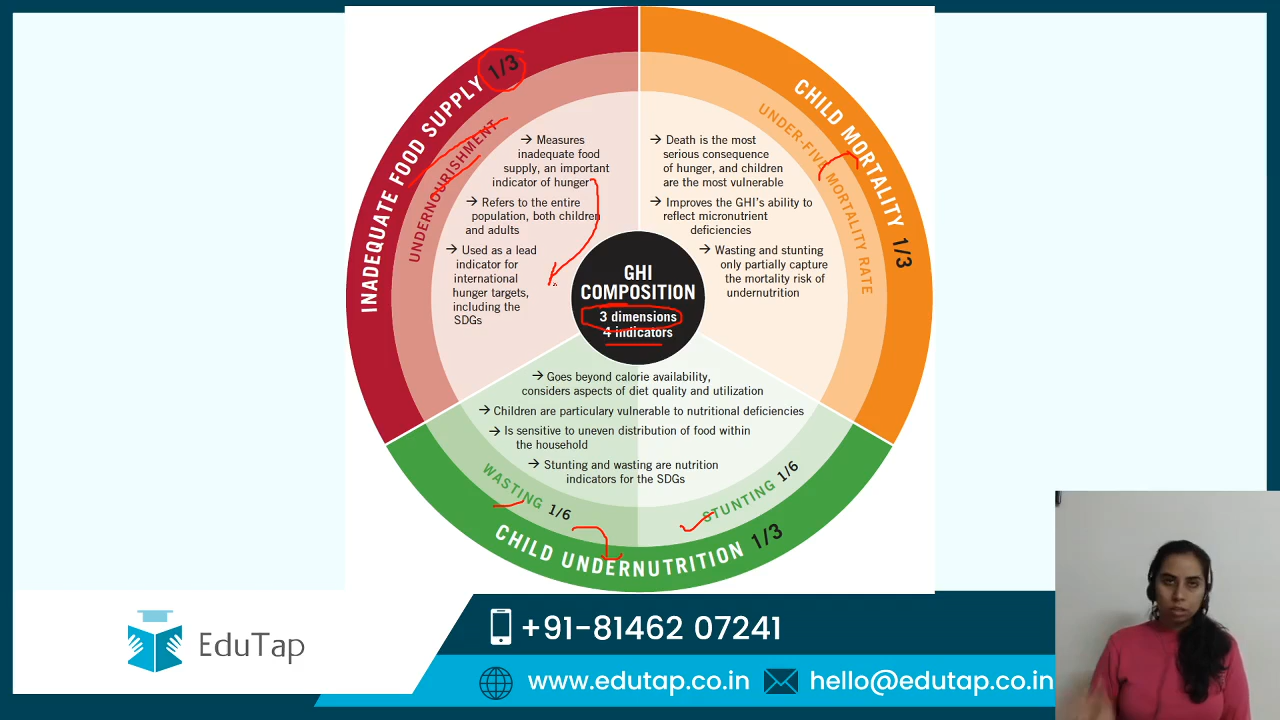 INADEQUATE FOOD SUPPLY 1/3
UNDERNOURISHMENT
→ Measures
inadequate food
supply, an important
indicator of hunger
→ Refers to the entire
population, both children
and adults
→ Used as a lead
indicator for
international
hunger targets,
including the
SDGs
CHILD MORTALITY 1/3
UNDER-FIVE MORTALITY RATE
→ Death is the most
serious consequence
of hunger, and children
are the most vulnerable
→ Improves the GHI's ability to
reflect micronutrient
deficiencies
→ Wasting and stunting
only partially capture
the mortality risk of
undernutrition
GHI
COMPOSITION
3 dimensions
4 indicators
→ Goes beyond calorie availability,
considers aspects of diet quality and utilization
→ Children are particulary vulnerable to nutritional deficiencies
→ Is sensitive to uneven distribution of food within
the household
→ Stunting and wasting are nutrition
indicators for the SDGs
WASTING 1/6
STUNTING 1/6
CHILD UNDERNUTRITION 1/3
EduTap
+91-81462 07241
www.edutap.co.in
hello@edutap.co.in